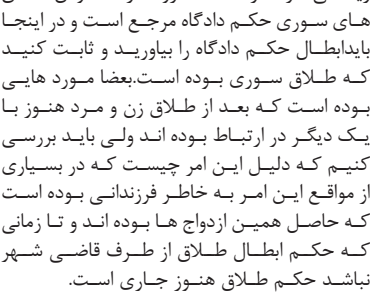 های سوری حکم دادگاه مرجع است و در اینجا
بایدابطال حکم دادگاه را بیاورید و ثابت کنید
که طلاق سوری بوده است.بعضا مورد هایی
بوده است که بعد از طلاق زن و مرد هنوز با
یک دیگر در ارتباط بوده اند ولی باید بررسی
کنیم که دلیل این امر چیست که در بسیاری
از مواقع این امر به خاطر فرزندانی بوده است
که حاصل همین ازدواج ها بوده اند و تا زمانی
که حکم ابطال طلاق از طرف قاضی شهر
نباشد حکم طلاق هنوز جاری است.